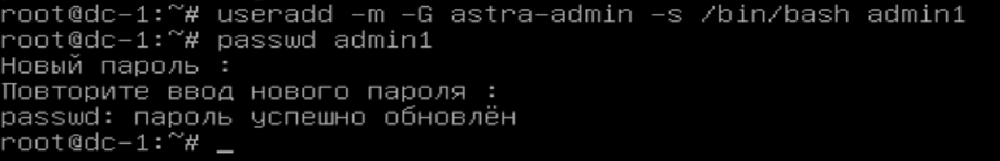 root@dc-1:~# useradd -m -G astra-admin -s /bin/bash admin1
root@dc-1:~# passwd admin1
Новый пароль :
Повторите ввод нового пароля :
passwd: пароль успешно обновлён
root@dc-1:~# _